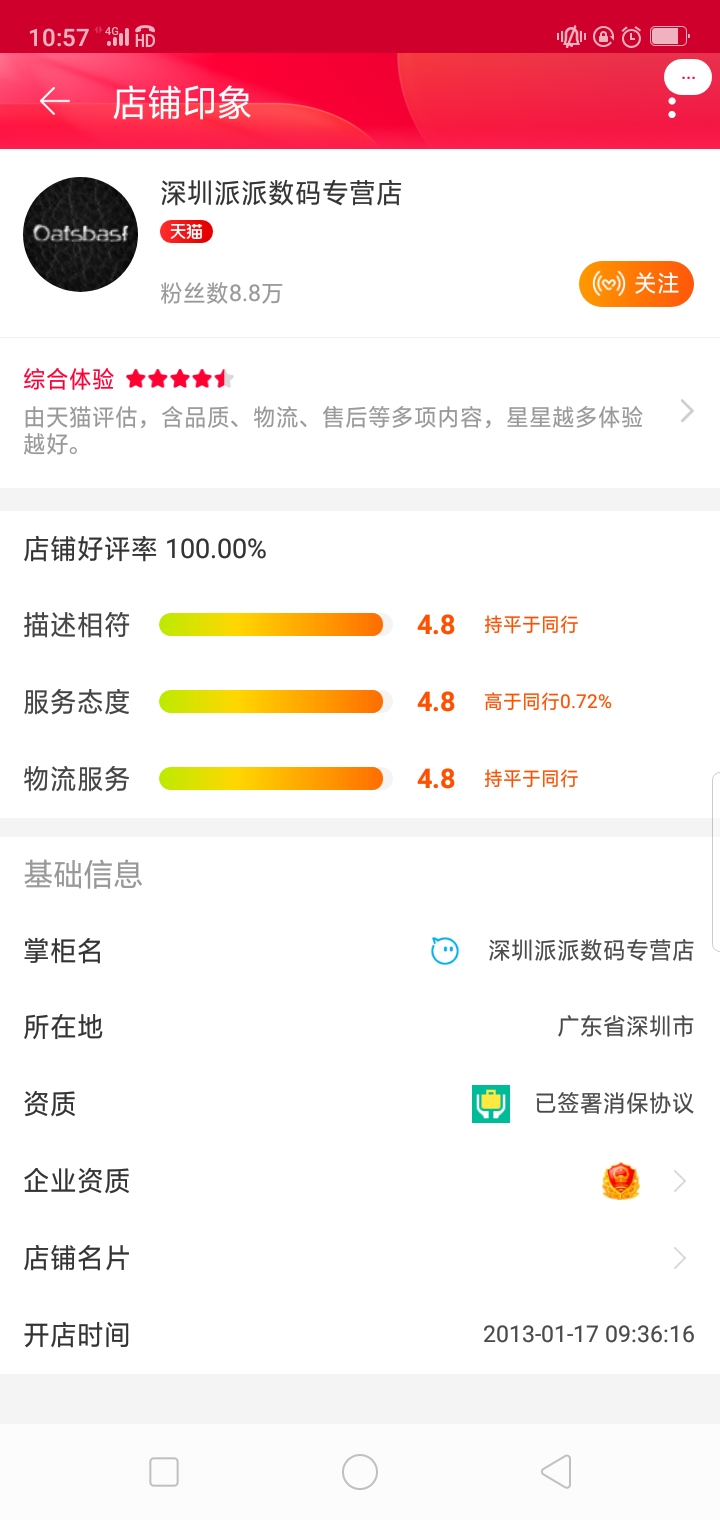 10:57 4G HD
店铺印象
深圳派派数码专营店
Oatsbasf
天猫
粉丝数8.8万
关注
综合体验
由天猫评估，含品质、物流、售后等多项内容，星星越多体验
越好。
店铺好评率 100.00%
描述相符 4.8 持平于同行
服务态度 4.8 高于同行0.72%
物流服务 4.8 持平于同行
基础信息
掌柜名 深圳派派数码专营店
所在地 广东省深圳市
资质 已签署消保协议
企业资质
店铺名片
开店时间 2013-01-17 09:36:16